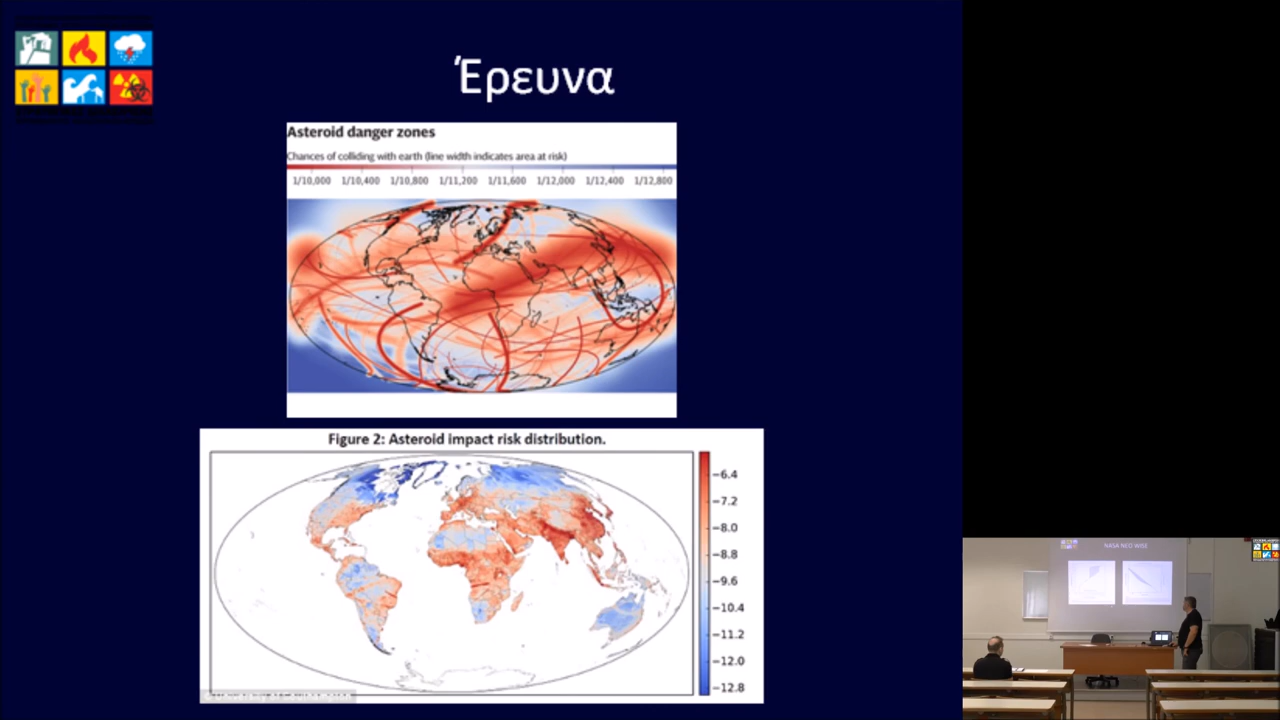 Έρευνα
Asteroid danger zones
Chances of colliding with earth (line width indicates area at risk)
1/10,000 1/10,400 1/10,800 1/11,200 1/11,600 1/12,000 1/12,400 1/12,800
Figure 2: Asteroid impact risk distribution.
−6.4
−7.2
−8.0
−8.8
−9.6
−10.4
−11.2
−12.0
−12.8
NASA NEO WISE